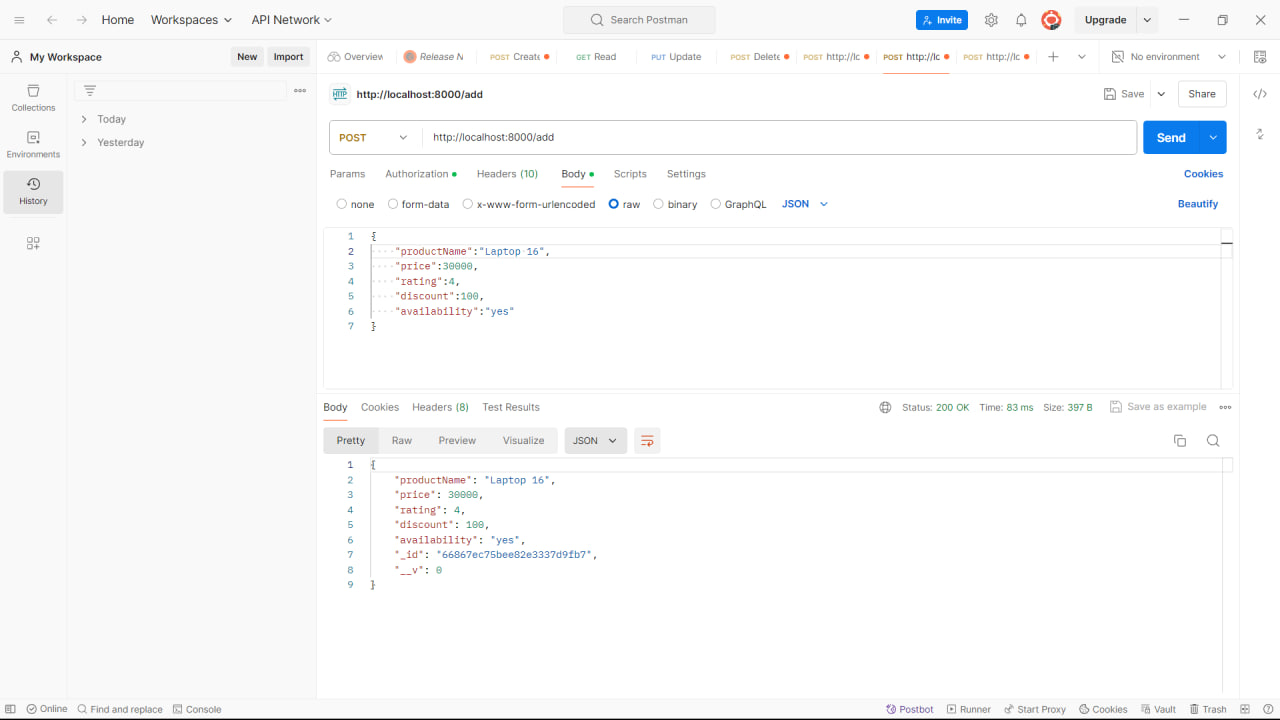 Home Workspaces API Network Search Postman Invite Upgrade
My Workspace New Import Overview Release N POST Create GET Read PUT Update POST Delete POST http://lc POST http://lc POST http://lc No environment
Collections
Environments
History
Today
Yesterday
HTTP http://localhost:8000/add Save Share
POST http://localhost:8000/add Send
Params Authorization Headers (10) Body Scripts Settings Cookies
none form-data x-www-form-urlencoded raw binary GraphQL JSON Beautify
1 {
2 "productName":"Laptop 16",
3 "price":30000,
4 "rating":4,
5 "discount":100,
6 "availability":"yes"
7 }
Body Cookies Headers (8) Test Results Status: 200 OK Time: 83 ms Size: 397 B Save as example
Pretty Raw Preview Visualize JSON
1 {
2 "productName": "Laptop 16",
3 "price": 30000,
4 "rating": 4,
5 "discount": 100,
6 "availability": "yes",
7 "_id": "66867ec75bee82e3337d9fb7",
8 "__v": 0
9 }
Online Find and replace Console Postbot Runner Start Proxy Cookies Vault Trash